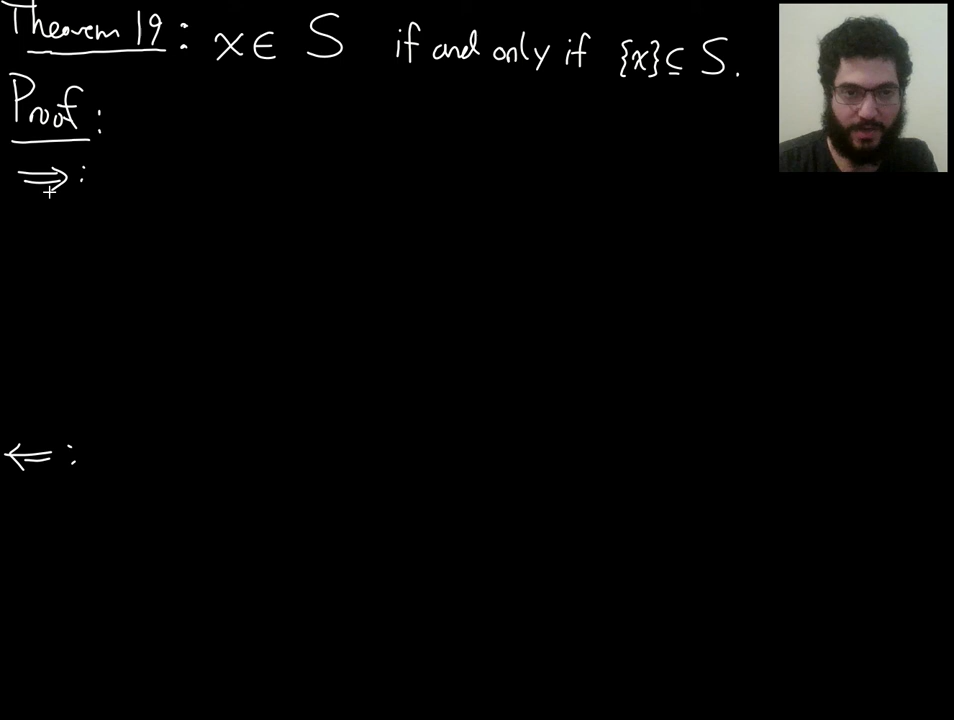 Theorem 19: x ∈ S if and only if {x} ⊆ S.
Proof:
⇒:
⇐: